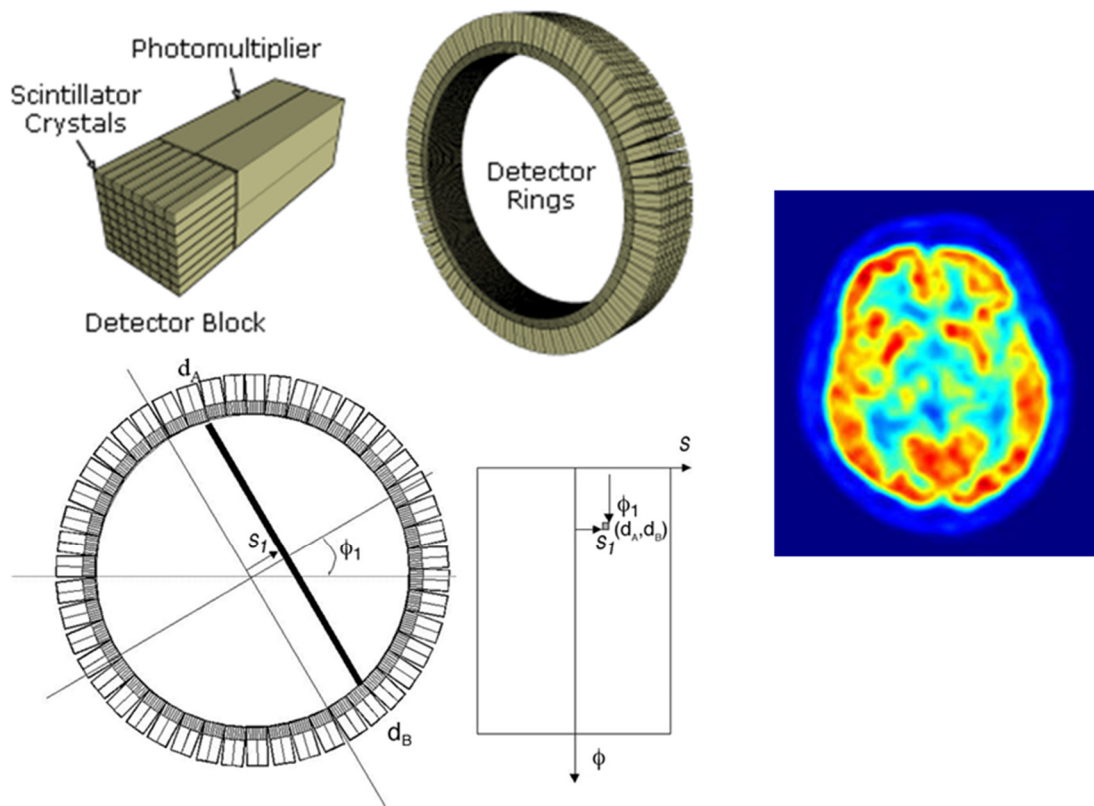 Photomultiplier
Scintillator
Crystals
Detector Block
Detector
Rings
d_A
s_1
ϕ_1
d_B
s
ϕ_1
s_1 (d_A,d_B)
ϕ